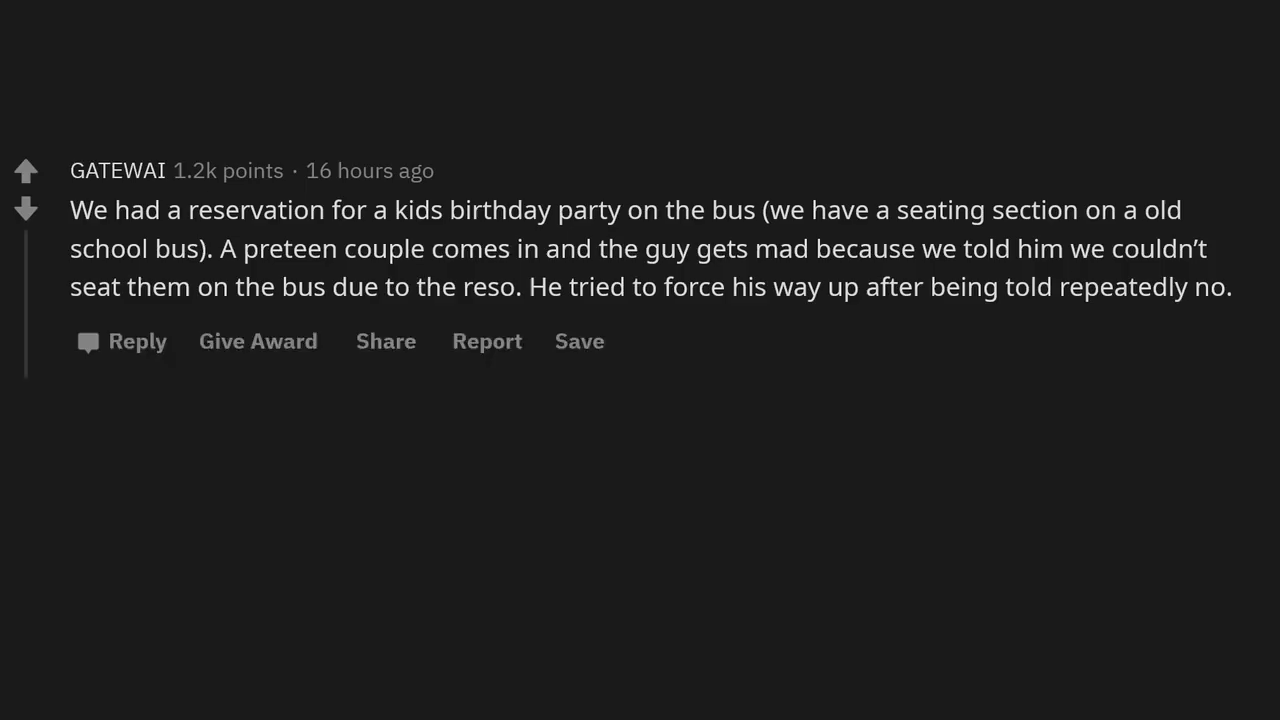 GATEWAI 1.2k points · 16 hours ago
We had a reservation for a kids birthday party on the bus (we have a seating section on a old
school bus). A preteen couple comes in and the guy gets mad because we told him we couldn’t
seat them on the bus due to the reso. He tried to force his way up after being told repeatedly no.
Reply Give Award Share Report Save